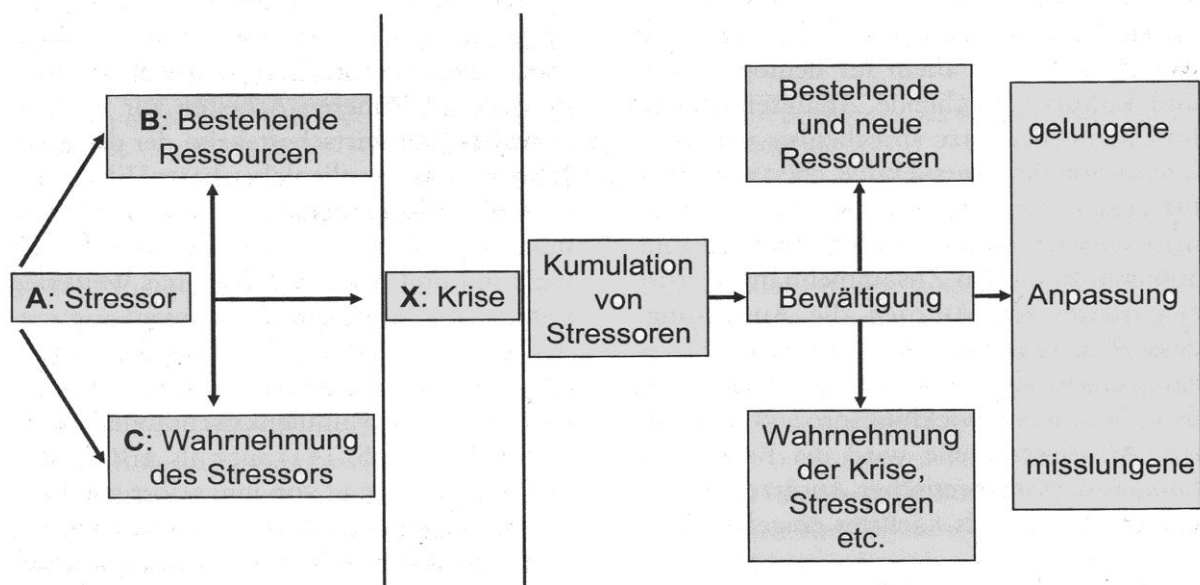 B: Bestehende
Ressourcen
A: Stressor
C: Wahrnehmung
des Stressors
X: Krise
Kumulation
von
Stressoren
Bestehende
und neue
Ressourcen
Bewältigung
Wahrnehmung
der Krise,
Stressoren
etc.
gelungene
Anpassung
misslungene